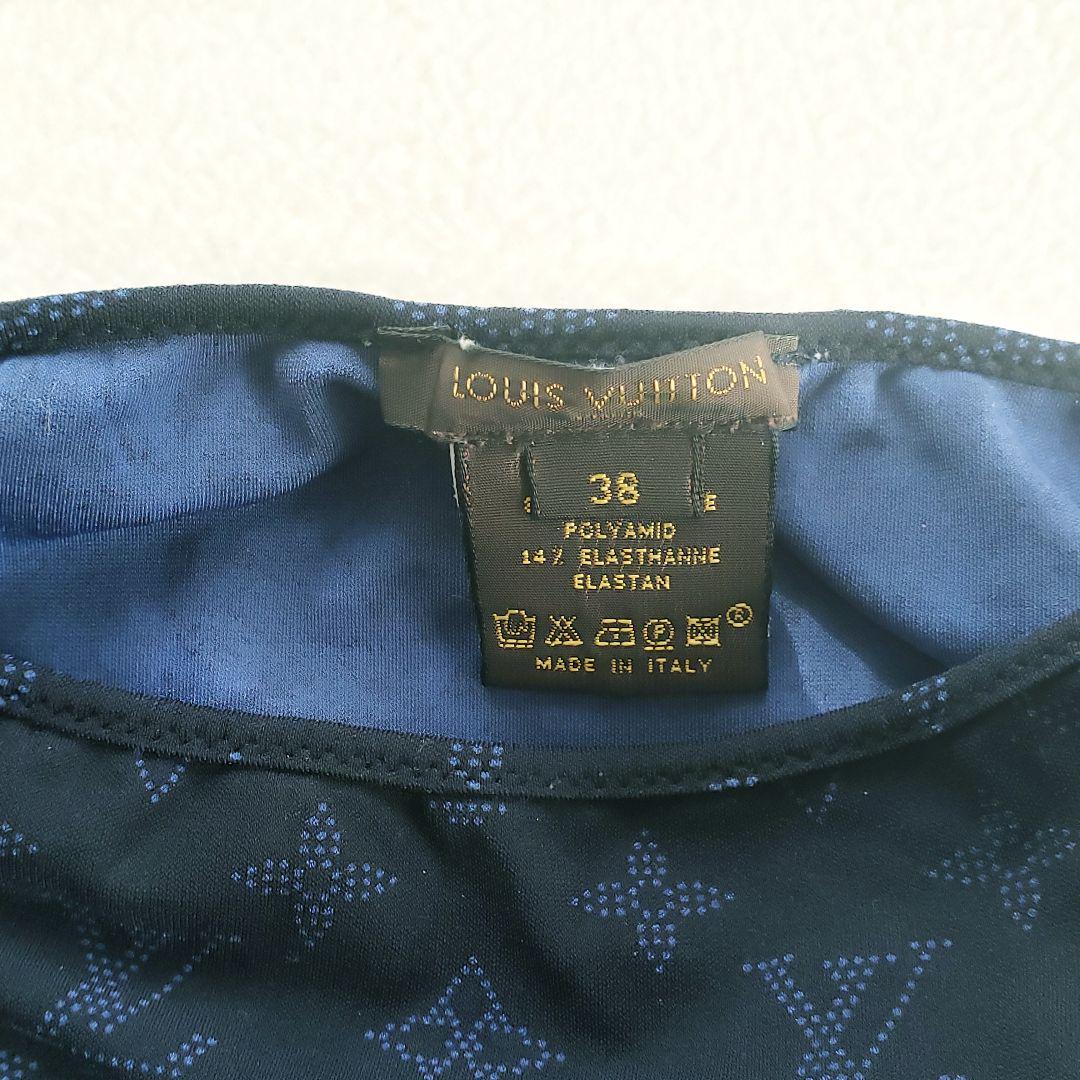 LOUIS VUITTON
38
E
POLYAMID
14% ELASTHANNE
ELASTAN
®
MADE IN ITALY